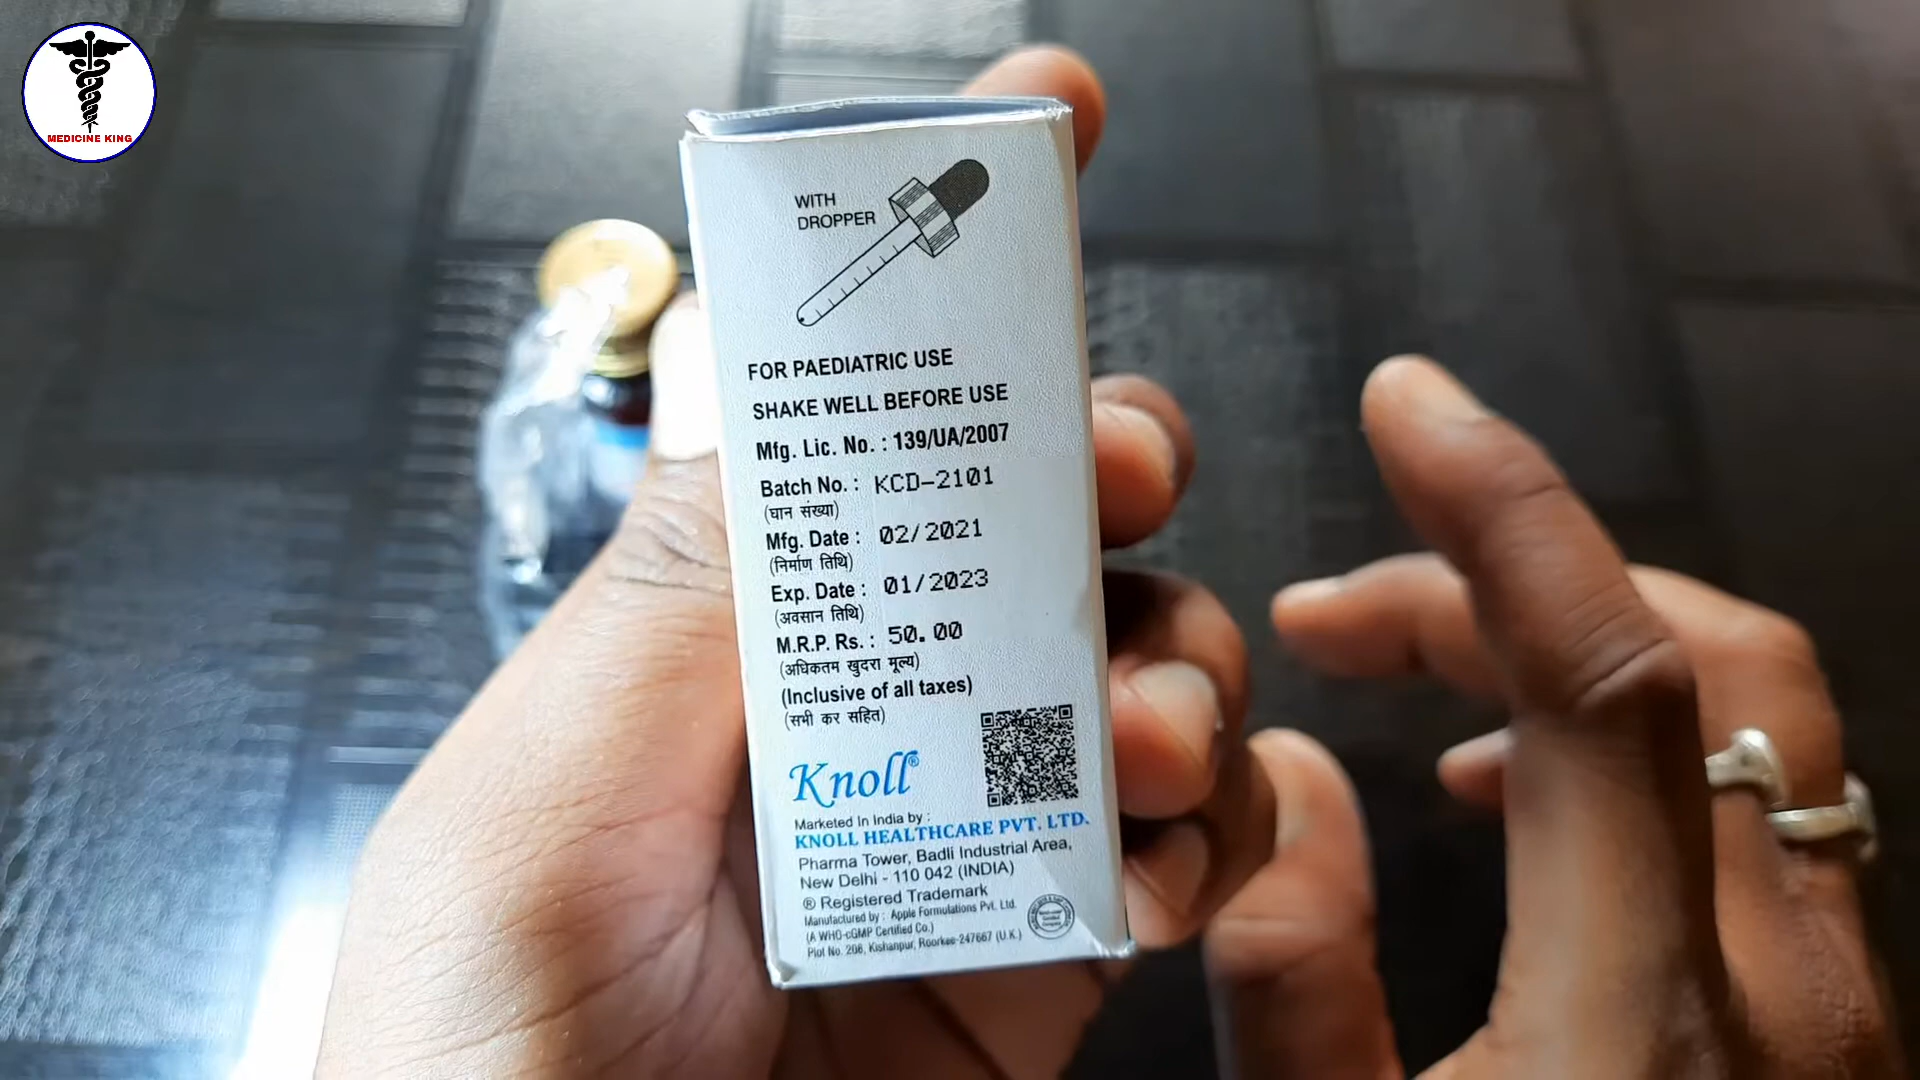 MEDICINE KING
WITH
DROPPER
FOR PAEDIATRIC USE
SHAKE WELL BEFORE USE
Mfg. Lic. No. : 139/UA/2007
Batch No. : KCD-2101
(घान संख्या)
Mfg. Date : 02/2021
(निर्माण तिथि)
Exp. Date : 01/2023
(अवसान तिथि)
M.R.P. Rs. : 50.00
(अधिकतम खुदरा मूल्य)
(Inclusive of all taxes)
(सभी कर सहित)
Knoll®
Marketed In India by :
KNOLL HEALTHCARE PVT. LTD.
Pharma Tower, Badli Industrial Area,
New Delhi - 110 042 (INDIA)
® Registered Trademark
Manufactured by : Apple Formulations Pvt. Ltd.
(A WHO-cGMP Certified Co.)
Plot No. 208, Kishanpur, Roorkee-247667 (U.K.)